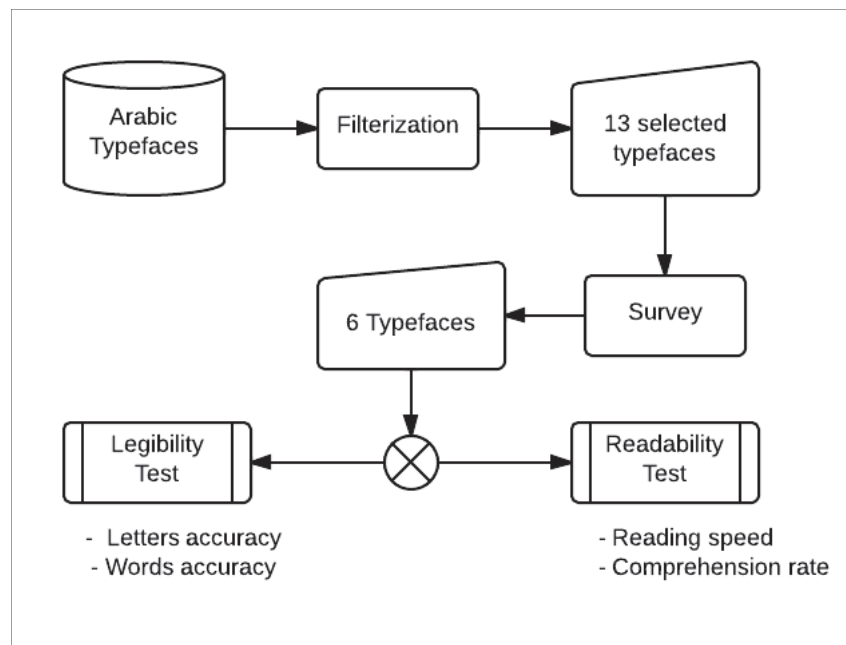 Arabic
Typefaces
Filterization
13 selected
typefaces
Survey
6 Typefaces
Legibility
Test
- Letters accuracy
- Words accuracy
Readability
Test
- Reading speed
- Comprehension rate